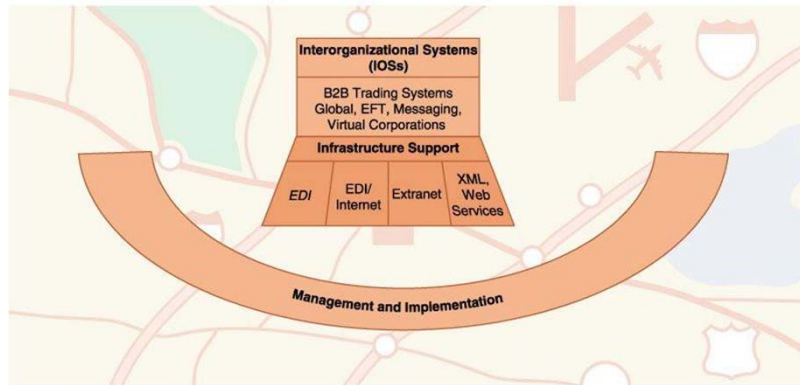 Interorganizational Systems
(IOSs)
B2B Trading Systems
Global, EFT, Messaging,
Virtual Corporations
Infrastructure Support
EDI
EDI/
Internet
Extranet
XML,
Web
Services
Management and Implementation